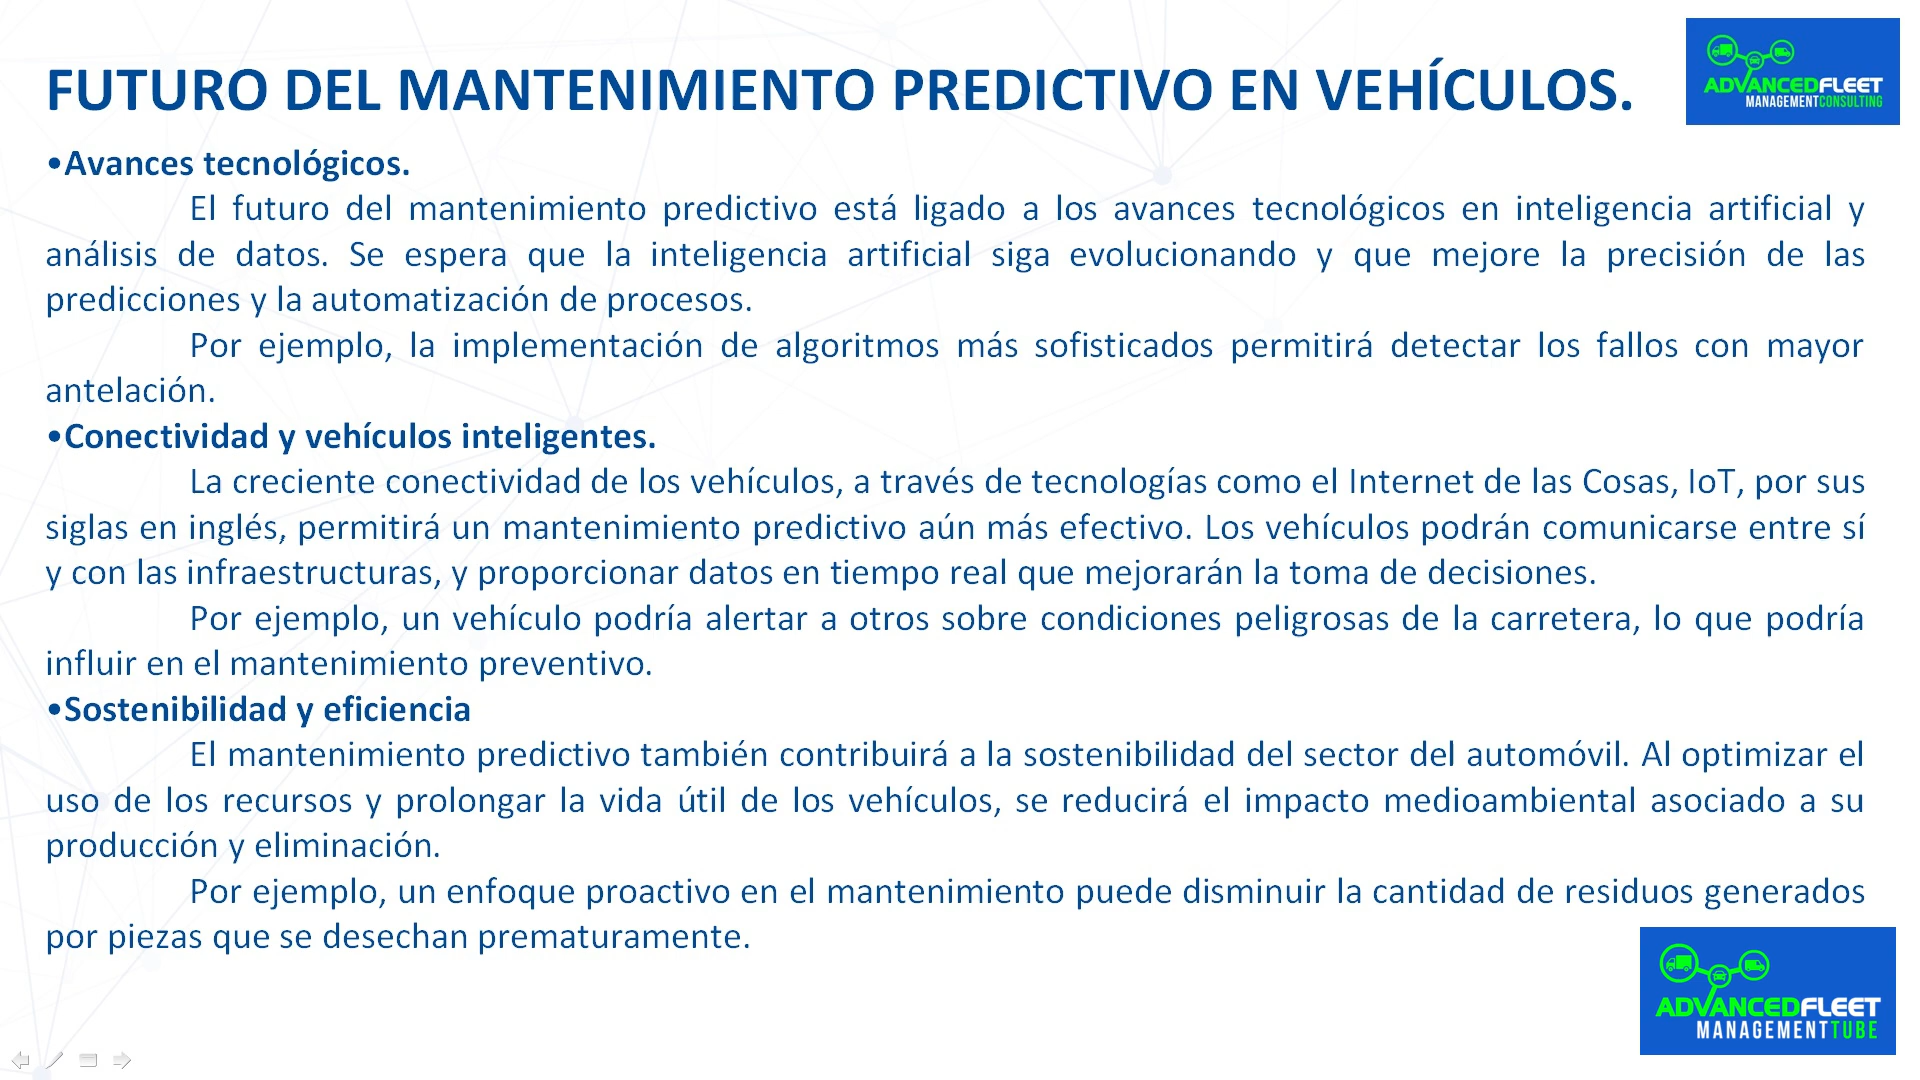 FUTURO DEL MANTENIMIENTO PREDICTIVO EN VEHÍCULOS.
ADVANCEDFLEET
MANAGEMENTCONSULTING
•Avances tecnológicos.
El futuro del mantenimiento predictivo está ligado a los avances tecnológicos en inteligencia artificial y
análisis de datos. Se espera que la inteligencia artificial siga evolucionando y que mejore la precisión de las
predicciones y la automatización de procesos.
Por ejemplo, la implementación de algoritmos más sofisticados permitirá detectar los fallos con mayor
antelación.
•Conectividad y vehículos inteligentes.
La creciente conectividad de los vehículos, a través de tecnologías como el Internet de las Cosas, IoT, por sus
siglas en inglés, permitirá un mantenimiento predictivo aún más efectivo. Los vehículos podrán comunicarse entre sí
y con las infraestructuras, y proporcionar datos en tiempo real que mejorarán la toma de decisiones.
Por ejemplo, un vehículo podría alertar a otros sobre condiciones peligrosas de la carretera, lo que podría
influir en el mantenimiento preventivo.
•Sostenibilidad y eficiencia
El mantenimiento predictivo también contribuirá a la sostenibilidad del sector del automóvil. Al optimizar el
uso de los recursos y prolongar la vida útil de los vehículos, se reducirá el impacto medioambiental asociado a su
producción y eliminación.
Por ejemplo, un enfoque proactivo en el mantenimiento puede disminuir la cantidad de residuos generados
por piezas que se desechan prematuramente.
ADVANCEDFLEET
MANAGEMENTTUBE